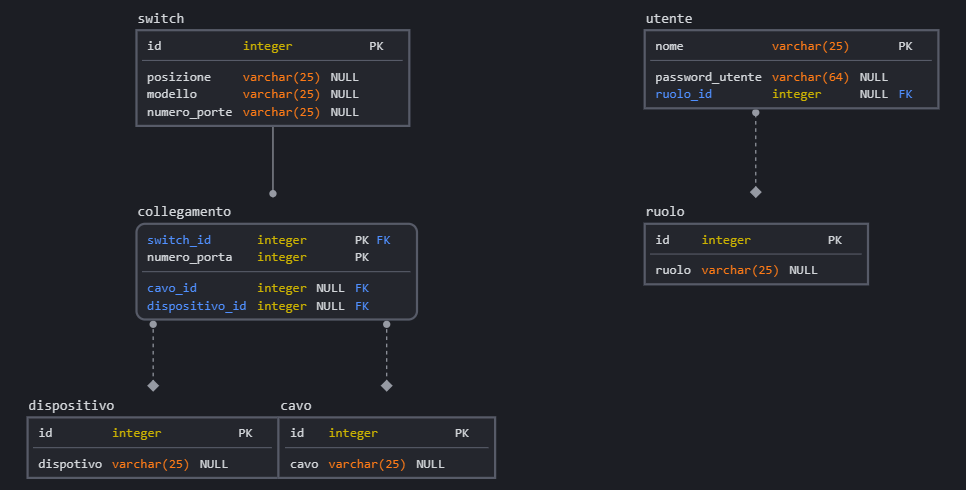 switch
id integer PK
posizione varchar(25) NULL
modello varchar(25) NULL
numero_porte varchar(25) NULL
utente
nome varchar(25) PK
password_utente varchar(64) NULL
ruolo_id integer NULL FK
collegamento
switch_id integer PK FK
numero_porta integer PK
cavo_id integer NULL FK
dispositivo_id integer NULL FK
ruolo
id integer PK
ruolo varchar(25) NULL
dispositivo
id integer PK
dispotivo varchar(25) NULL
cavo
id integer PK
cavo varchar(25) NULL